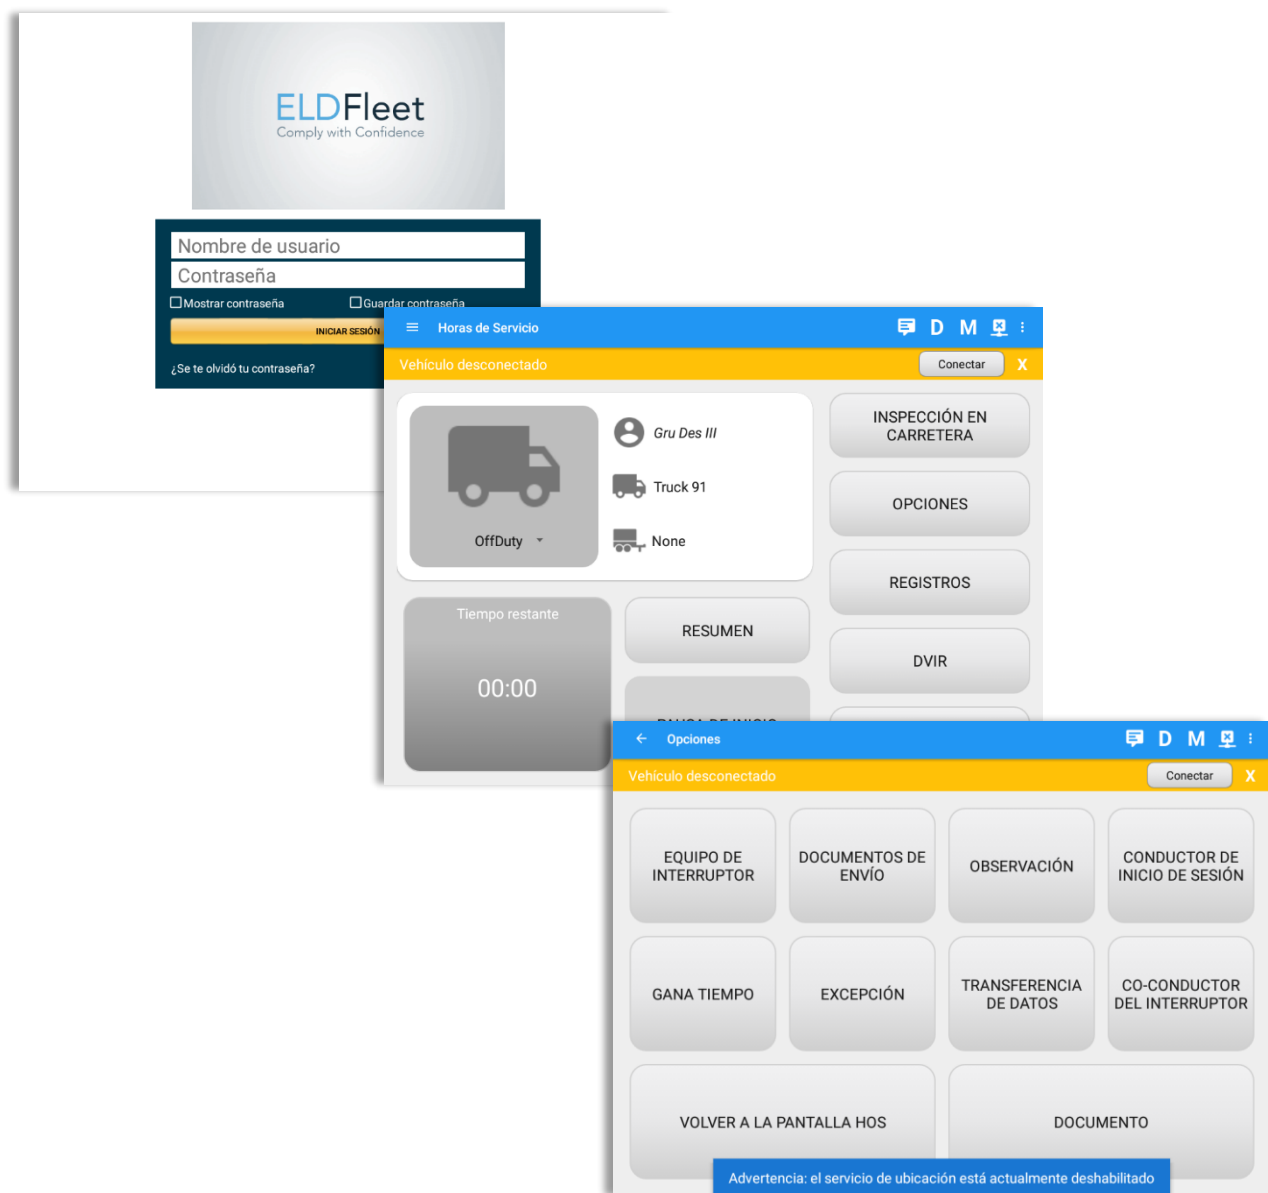 ELDFleet
Comply with Confidence
Nombre de usuario
Contraseña
Mostrar contraseña
Guardar contraseña
INICIAR SESIÓN
¿Se te olvidó tu contraseña?
Horas de Servicio
D M
Vehículo desconectado
Conectar
X
Gru Des III
Truck 91
OffDuty
None
INSPECCIÓN EN
CARRETERA
OPCIONES
REGISTROS
DVIR
Tiempo restante
00:00
RESUMEN
PAUSA DE INICIO
Opciones
D M
Vehículo desconectado
Conectar
X
EQUIPO DE
INTERRUPTOR
DOCUMENTOS DE
ENVÍO
OBSERVACIÓN
CONDUCTOR DE
INICIO DE SESIÓN
GANA TIEMPO
EXCEPCIÓN
TRANSFERENCIA
DE DATOS
CO-CONDUCTOR
DEL INTERRUPTOR
VOLVER A LA PANTALLA HOS
DOCUMENTO
Advertencia: el servicio de ubicación está actualmente deshabilitado